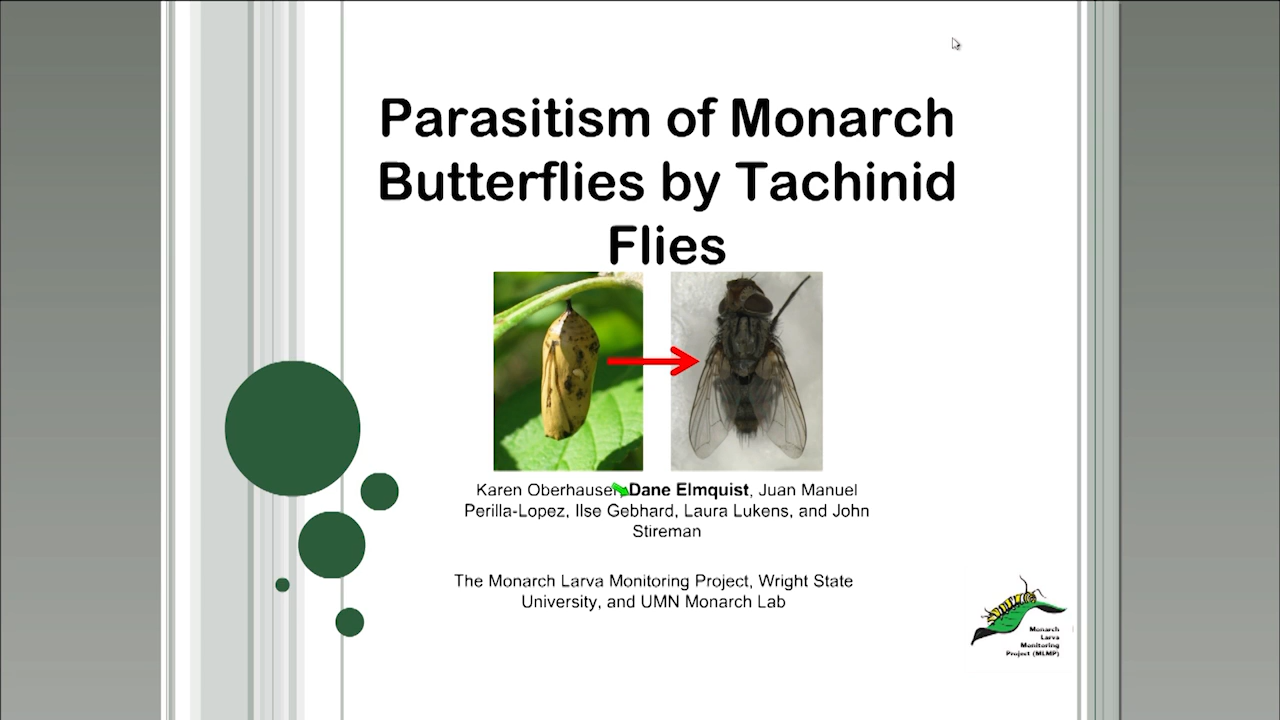 Parasitism of Monarch
Butterflies by Tachinid
Flies
Karen Oberhauser, Dane Elmquist, Juan Manuel
Perilla-Lopez, Ilse Gebhard, Laura Lukens, and John
Stireman
The Monarch Larva Monitoring Project, Wright State
University, and UMN Monarch Lab
Monarch
Larva
Monitoring
Project (MLMP)